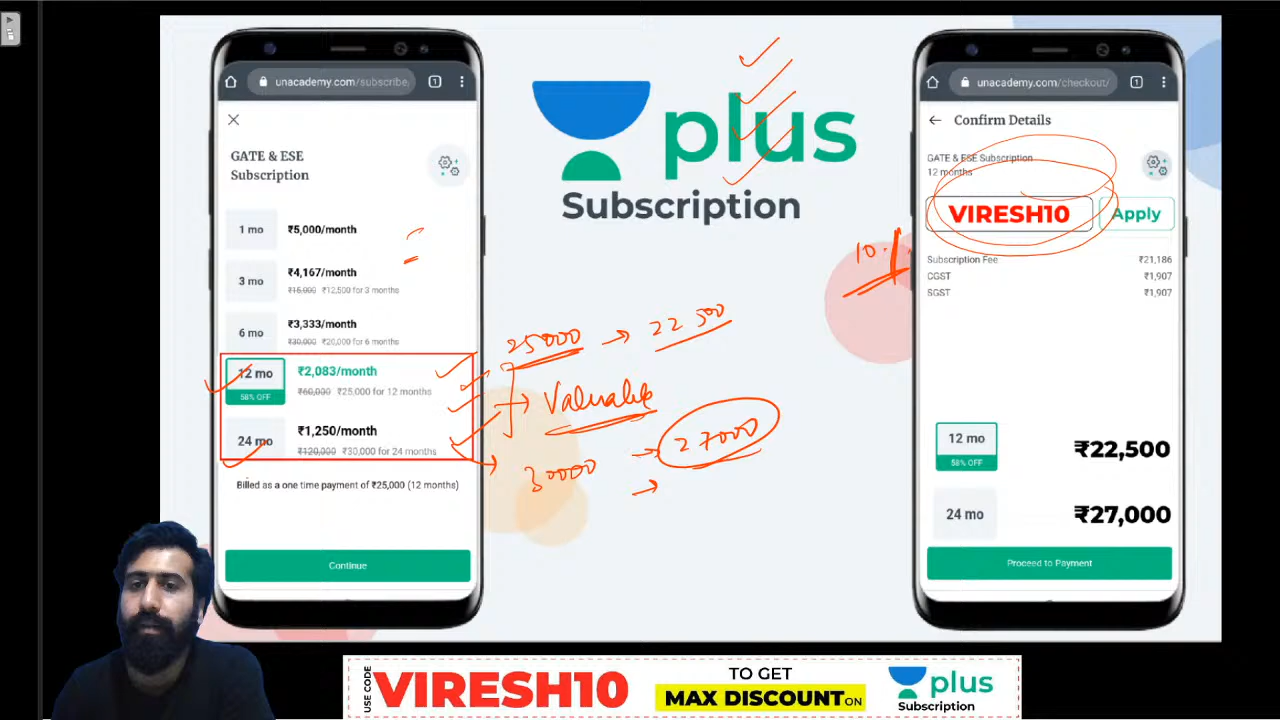 unacademy.com/subscribe
1
GATE & ESE
Subscription
1 mo
₹5,000/month
3 mo
₹4,167/month
₹15,000 ₹12,500 for 3 months
6 mo
₹3,333/month
₹30,000 ₹20,000 for 6 months
12 mo
58% OFF
₹2,083/month
₹60,000 ₹25,000 for 12 months
24 mo
₹1,250/month
₹120,000 ₹30,000 for 24 months
Billed as a one time payment of ₹25,000 (12 months)
Continue
plus
Subscription
25000 → 22500
→ Valuable
30000 → 27000
→
10%
unacademy.com/checkout/
1
← Confirm Details
GATE & ESE Subscription
12 months
VIRESH10
Apply
Subscription Fee ₹21,186
CGST ₹1,907
SGST ₹1,907
12 mo
58% OFF
₹22,500
24 mo
₹27,000
Proceed to Payment
USE CODE
VIRESH10
TO GET
MAX DISCOUNT ON
plus
Subscription